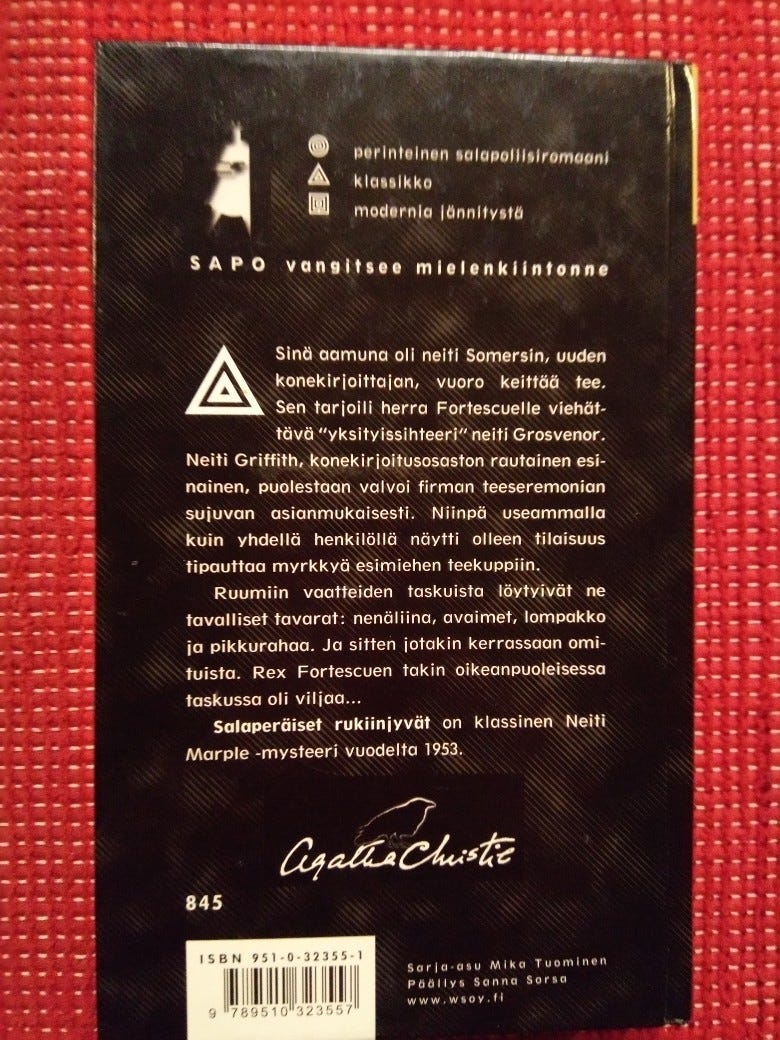 perinteinen salapoliisiromaani
klassikko
modernia jännitystä
SAPO vangitsee mielenkiintonne
Sinä aamuna oli neiti Somersin, uuden
konekirjoittajan, vuoro keittää tee.
Sen tarjoili herra Fortescuelle viehät-
tävä "yksityissihteeri" neiti Grosvenor.
Neiti Griffith, konekirjoitusosaston rautainen esi-
nainen, puolestaan valvoi firman teeseremonian
sujuvan asianmukaisesti. Niinpä useammalla
kuin yhdellä henkilöllä näytti olleen tilaisuus
tipauttaa myrkkyä esimiehen teekuppiin.
Ruumiin vaatteiden taskuista löytyivät ne
tavalliset tavarat: nenäliina, avaimet, lompakko
ja pikkurahaa. Ja sitten jotakin kerrassaan omi-
tuista. Rex Fortescuen takin oikeanpuoleisessa
taskussa oli viljaa...
Salaperäiset rukiinjyvät on klassinen Neiti
Marple -mysteeri vuodelta 1953.
Agatha Christie
845
ISBN 951-0-32355-1
9 789510 323557
Sarja-asu Mika Tuominen
Päällys Sanna Sorsa
www.wsoy.fi